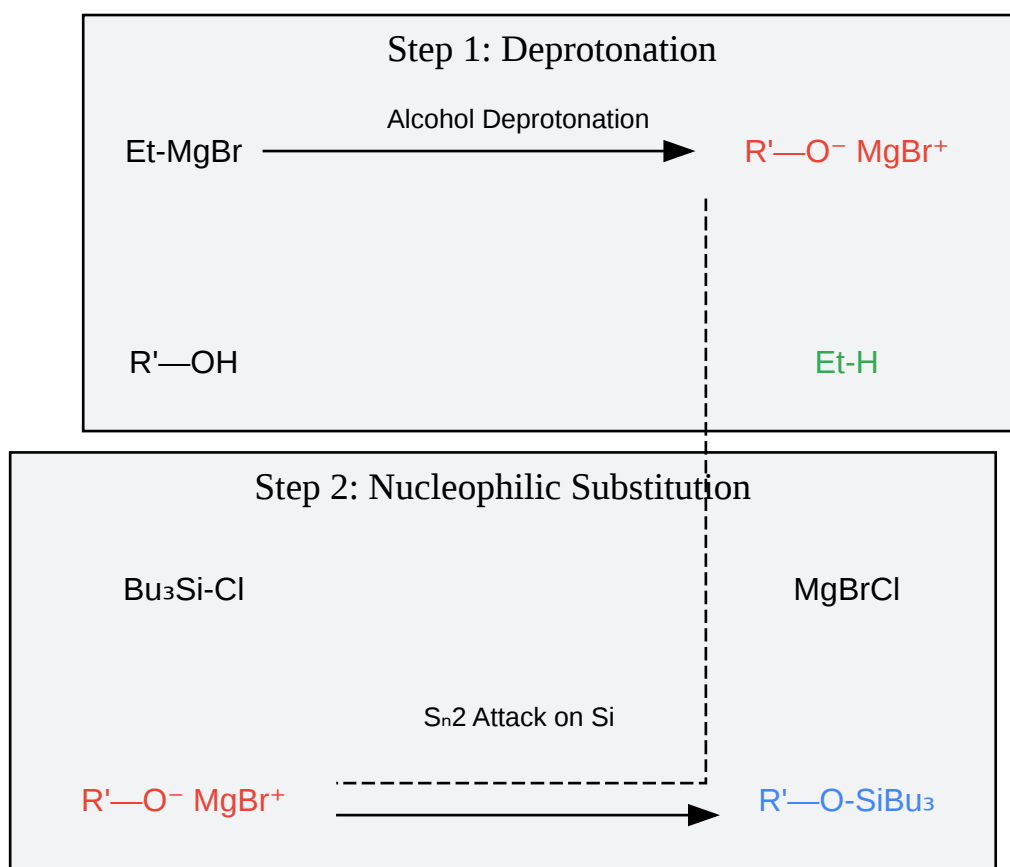 Step 1: Deprotonation
Alcohol Deprotonation
Et-MgBr
R'—O⁻ MgBr⁺
R'—OH
Et-H
Step 2: Nucleophilic Substitution
Bu₃Si-Cl
MgBrCl
Sₙ2 Attack on Si
R'—O⁻ MgBr⁺
R'—O-SiBu₃